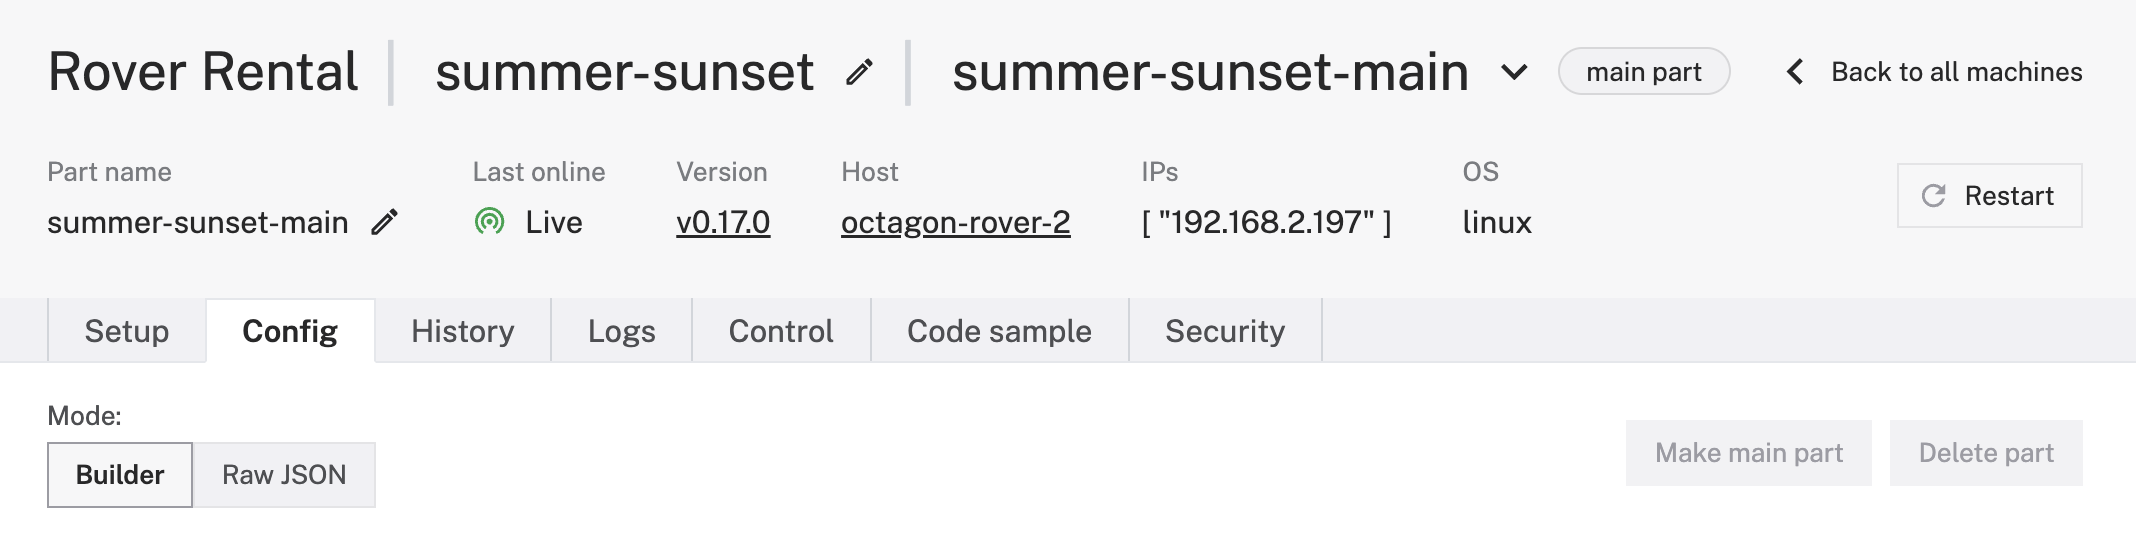 Rover Rental summer-sunset summer-sunset-main main part Back to all machines
Part name Last online Version Host IPs OS
summer-sunset-main Live v0.17.0 octagon-rover-2 [ "192.168.2.197" ] linux Restart
Setup Config History Logs Control Code sample Security
Mode:
Builder Raw JSON Make main part Delete part